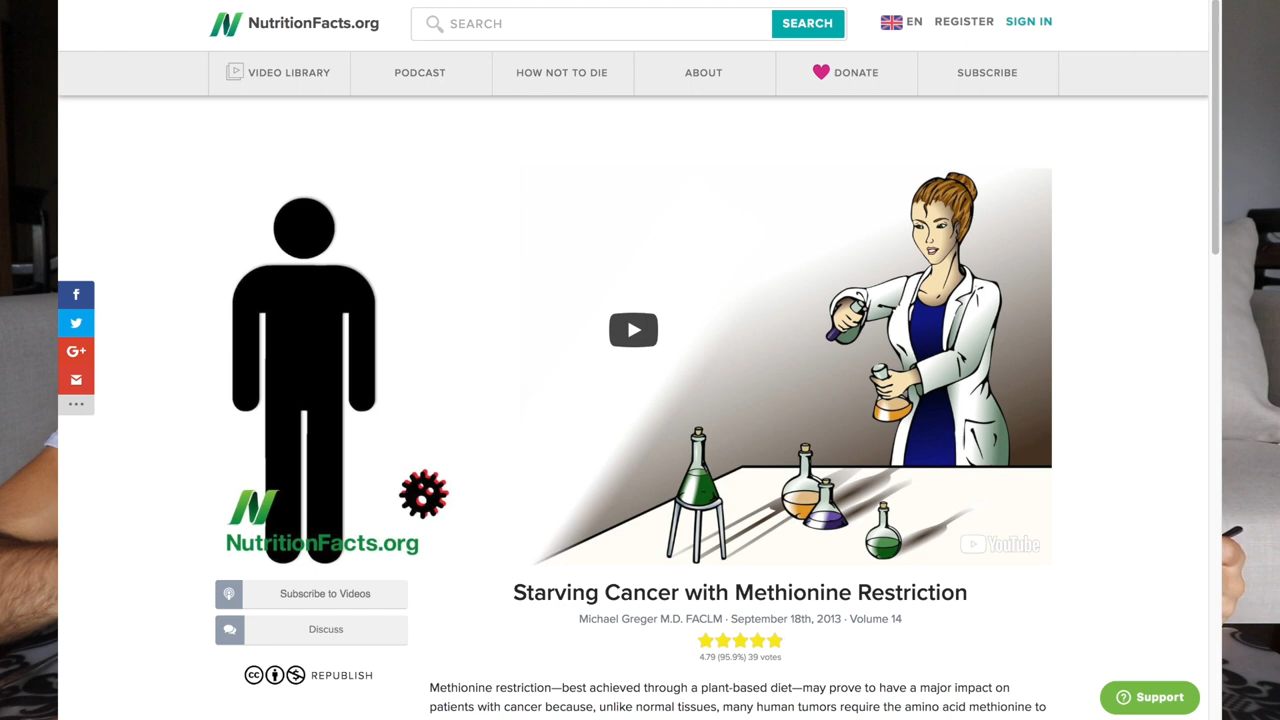 NutritionFacts.org
SEARCH
SEARCH
EN
REGISTER
SIGN IN
VIDEO LIBRARY
PODCAST
HOW NOT TO DIE
ABOUT
DONATE
SUBSCRIBE
f
G+
NutritionFacts.org
YouTube
Subscribe to Videos
Discuss
cc
REPUBLISH
Starving Cancer with Methionine Restriction
Michael Greger M.D. FACLM · September 18th, 2013 · Volume 14
4.79 (95.9%) 39 votes
Methionine restriction—best achieved through a plant-based diet—may prove to have a major impact on
patients with cancer because, unlike normal tissues, many human tumors require the amino acid methionine to
Support